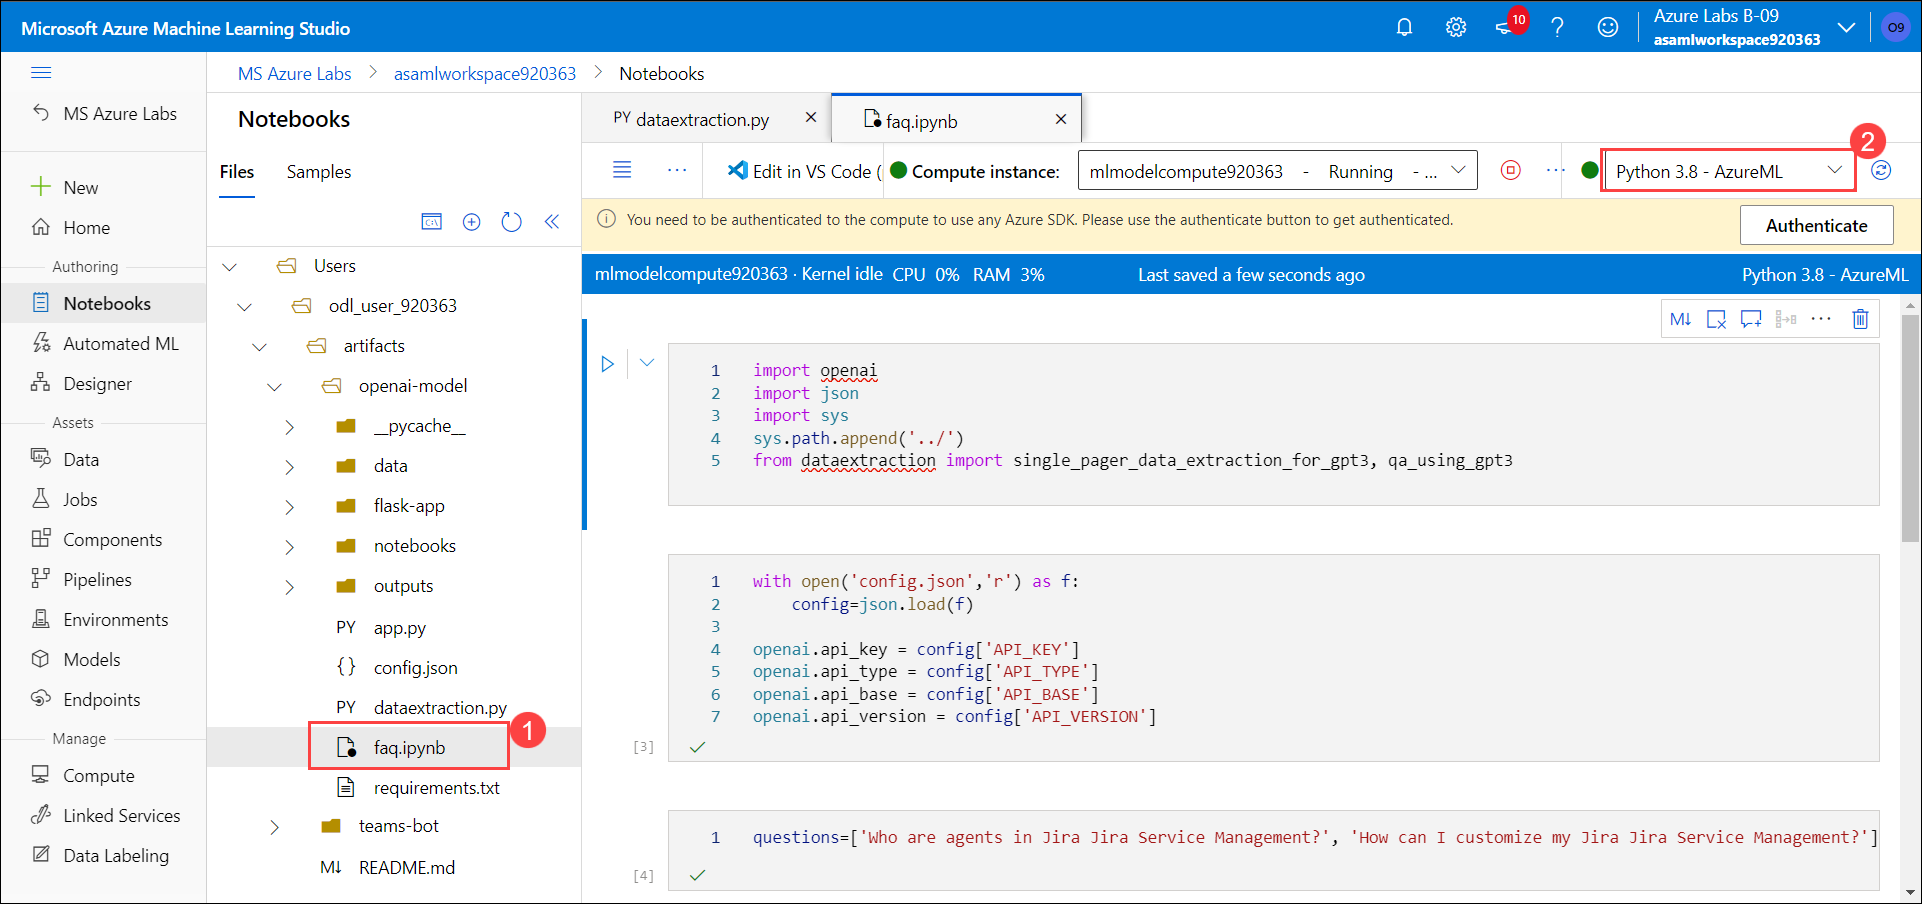 Microsoft Azure Machine Learning Studio
10
Azure Labs B-09
asamlworkspace920363
O9
MS Azure Labs
New
Home
Authoring
Notebooks
Automated ML
Designer
Assets
Data
Jobs
Components
Pipelines
Environments
Models
Endpoints
Manage
Compute
Linked Services
Data Labeling
MS Azure Labs > asamlworkspace920363 > Notebooks
Notebooks
Files Samples
Users
odl_user_920363
artifacts
openai-model
__pycache__
data
flask-app
notebooks
outputs
PY app.py
{} config.json
PY dataextraction.py
faq.ipynb
1
requirements.txt
teams-bot
M↓ README.md
PY dataextraction.py ×
faq.ipynb ×
2
··· Edit in VS Code ( Compute instance: mlmodelcompute920363 - Running - ... ··· Python 3.8 - AzureML
You need to be authenticated to the compute to use any Azure SDK. Please use the authenticate button to get authenticated.
Authenticate
mlmodelcompute920363 · Kernel idle CPU 0% RAM 3% Last saved a few seconds ago Python 3.8 - AzureML
M↓ ···
1 import openai
2 import json
3 import sys
4 sys.path.append('../')
5 from dataextraction import single_pager_data_extraction_for_gpt3, qa_using_gpt3
1 with open('config.json','r') as f:
2 config=json.load(f)
3
4 openai.api_key = config['API_KEY']
5 openai.api_type = config['API_TYPE']
6 openai.api_base = config['API_BASE']
7 openai.api_version = config['API_VERSION']
[3] ✓
1 questions=['Who are agents in Jira Jira Service Management?', 'How can I customize my Jira Jira Service Management?']
[4] ✓